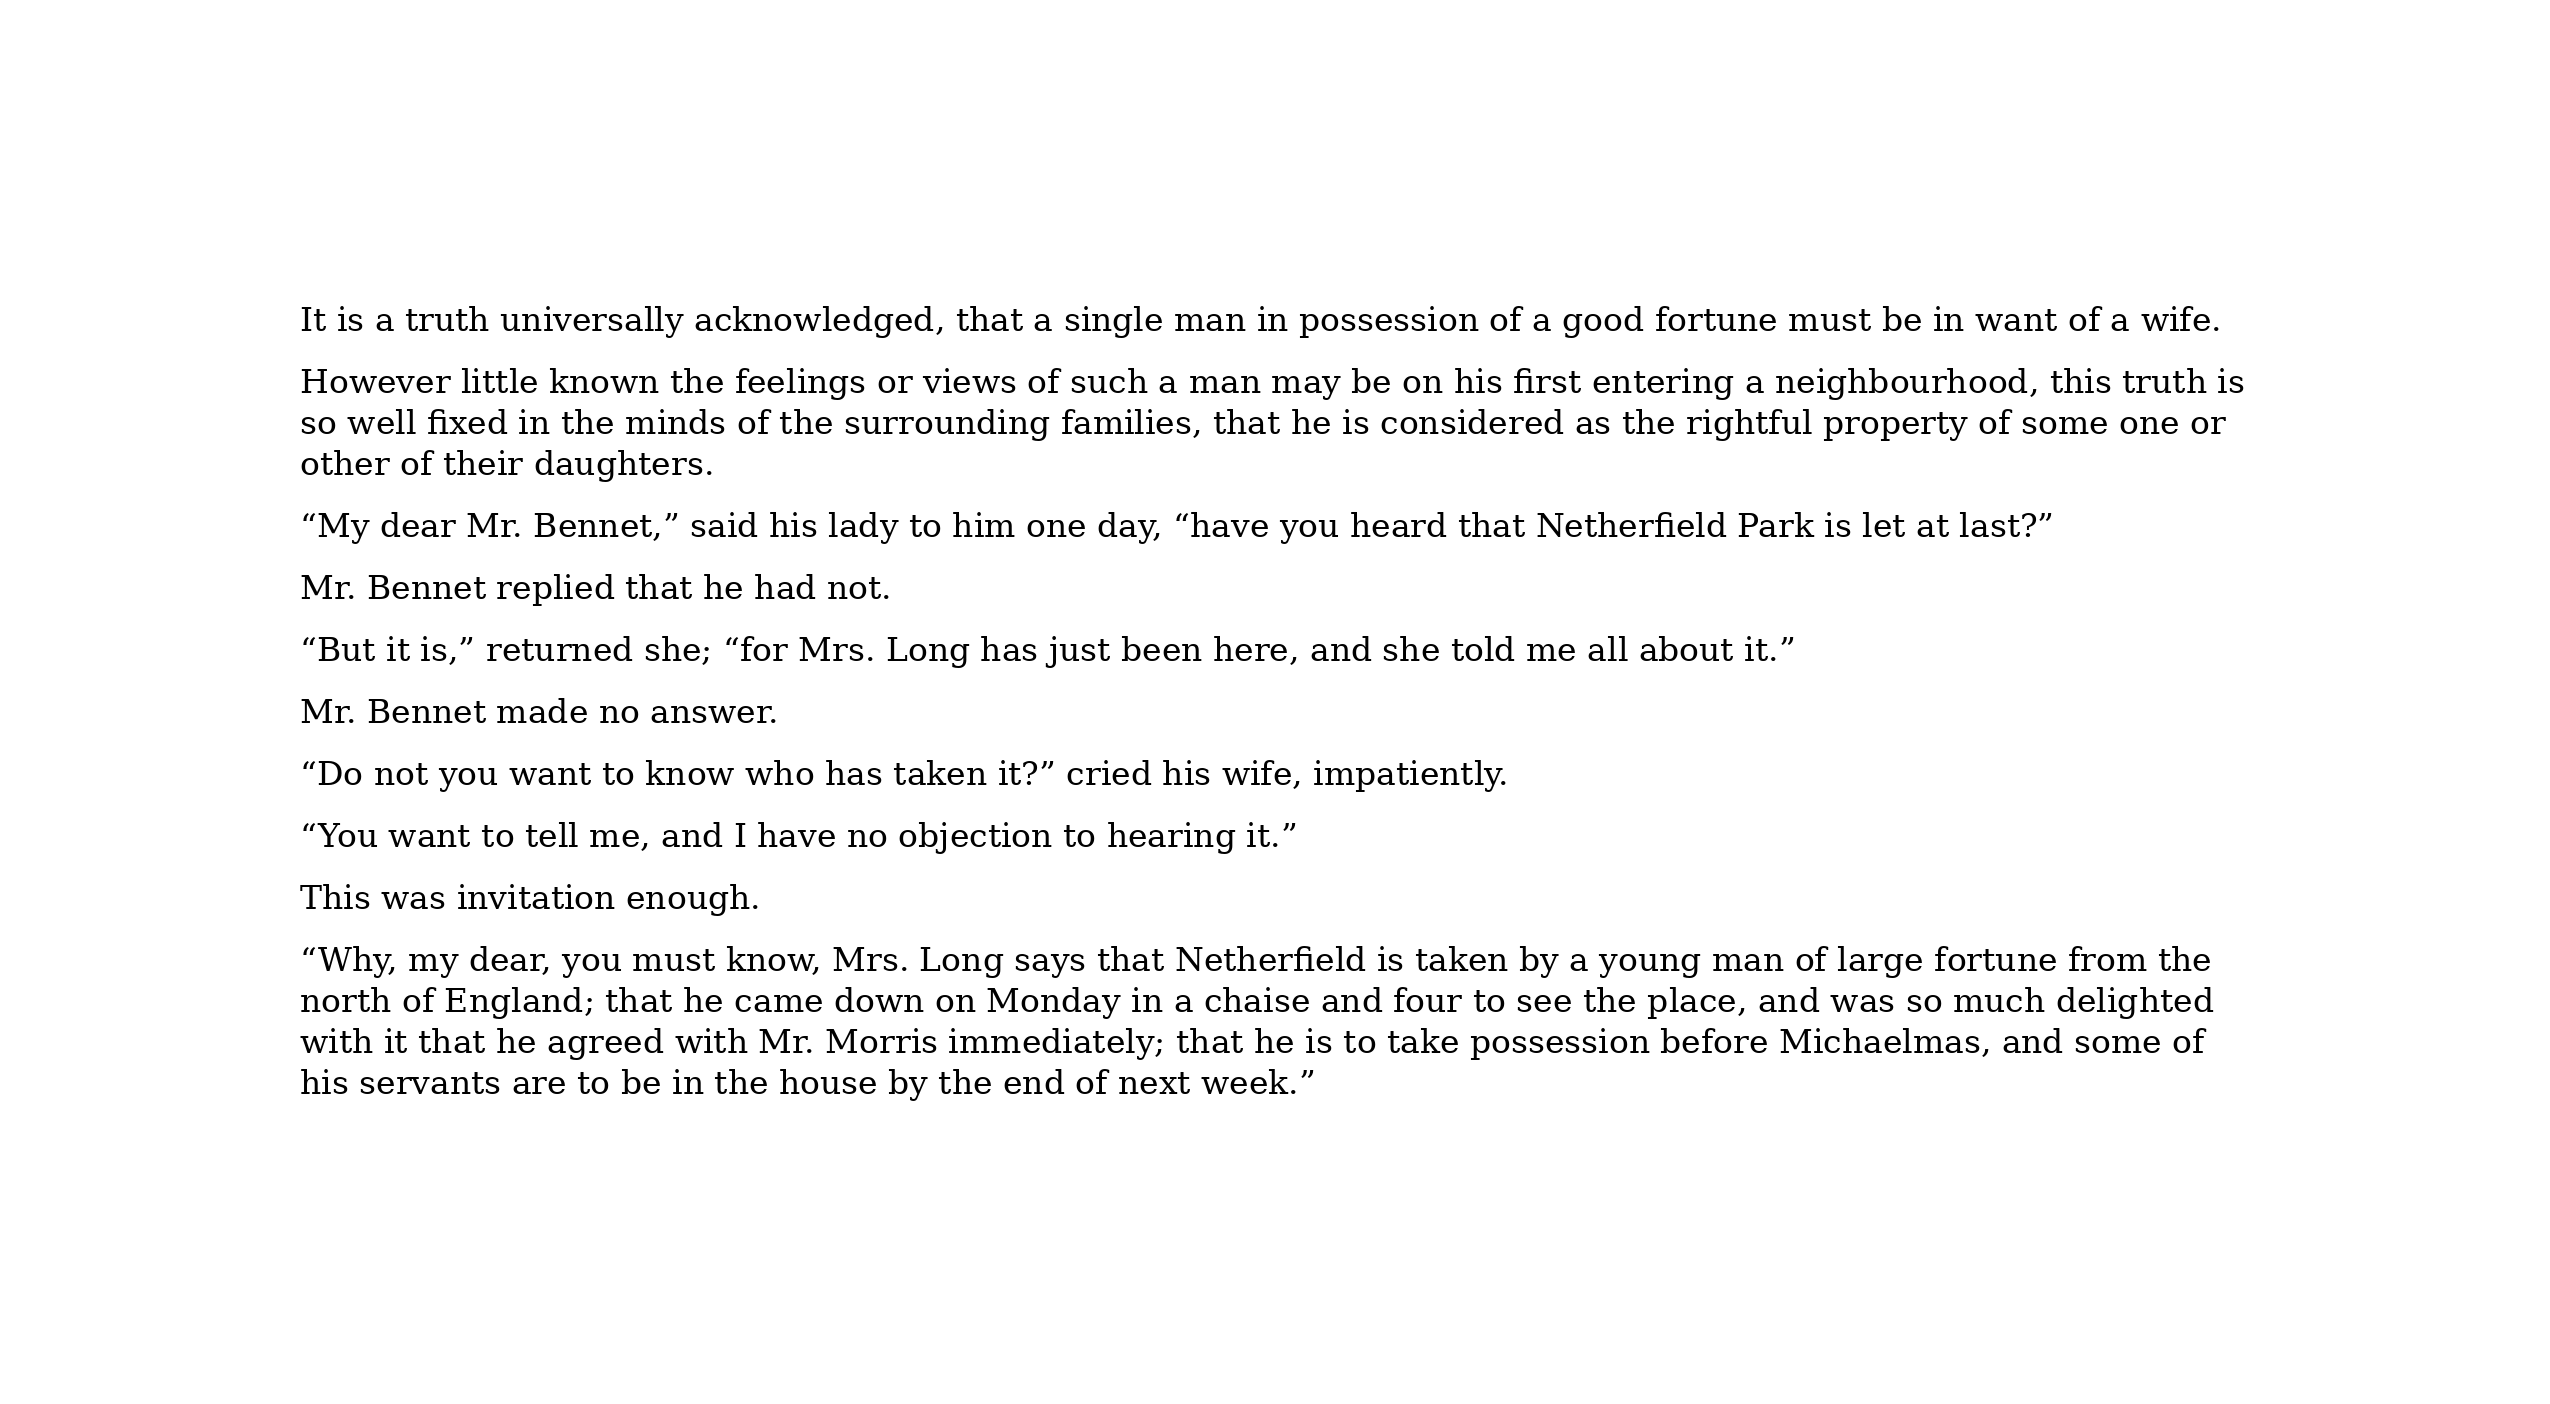 It is a truth universally acknowledged, that a single man in possession of a good fortune must be in want of a wife.
However little known the feelings or views of such a man may be on his first entering a neighbourhood, this truth is
so well fixed in the minds of the surrounding families, that he is considered as the rightful property of some one or
other of their daughters.
“My dear Mr. Bennet,” said his lady to him one day, “have you heard that Netherfield Park is let at last?”
Mr. Bennet replied that he had not.
“But it is,” returned she; “for Mrs. Long has just been here, and she told me all about it.”
Mr. Bennet made no answer.
“Do not you want to know who has taken it?” cried his wife, impatiently.
“You want to tell me, and I have no objection to hearing it.”
This was invitation enough.
“Why, my dear, you must know, Mrs. Long says that Netherfield is taken by a young man of large fortune from the
north of England; that he came down on Monday in a chaise and four to see the place, and was so much delighted
with it that he agreed with Mr. Morris immediately; that he is to take possession before Michaelmas, and some of
his servants are to be in the house by the end of next week.”